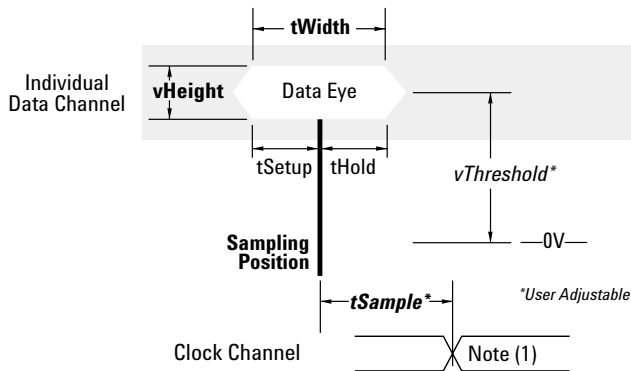 tWidth
Individual
Data Channel
vHeight
Data Eye
tSetup
tHold
vThreshold*
Sampling
Position
0V
*User Adjustable
tSample*
Clock Channel
Note (1)